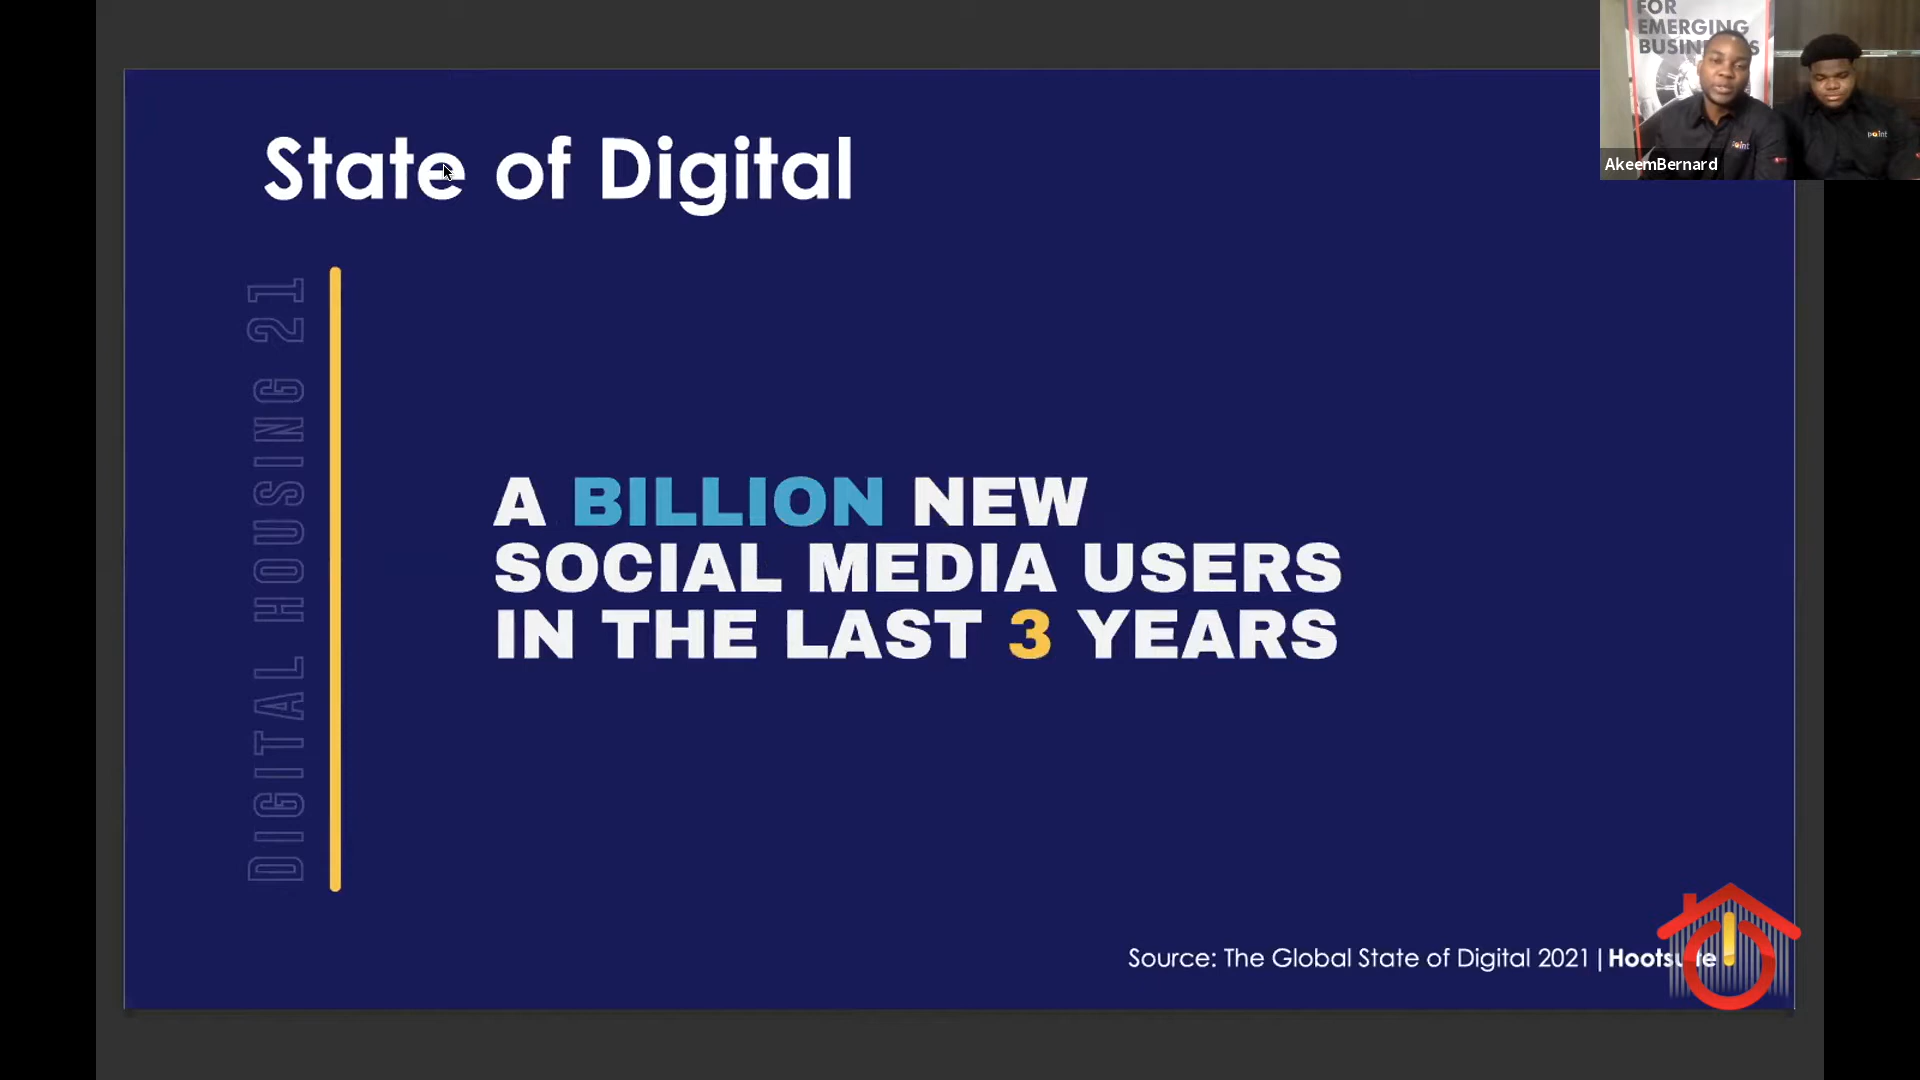 State of Digital
DIGITAL HOUSING 21
A BILLION NEW
SOCIAL MEDIA USERS
IN THE LAST 3 YEARS
Source: The Global State of Digital 2021 | Hootsuite
FOR
EMERGING
AkeemBernard